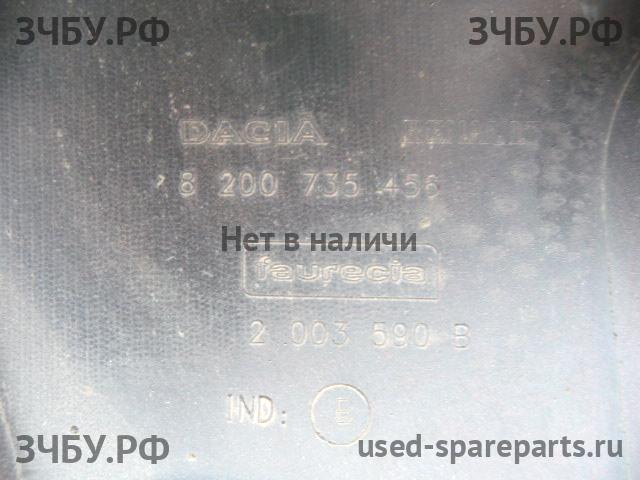 ЗЧБУ.РФ ЗЧБУ.РФ
DACIA RENAULT
8 200 735 456
Нет в наличи
faurecia
2 003 590 B
IND: E
ЗЧБУ.РФ used-spareparts.ru